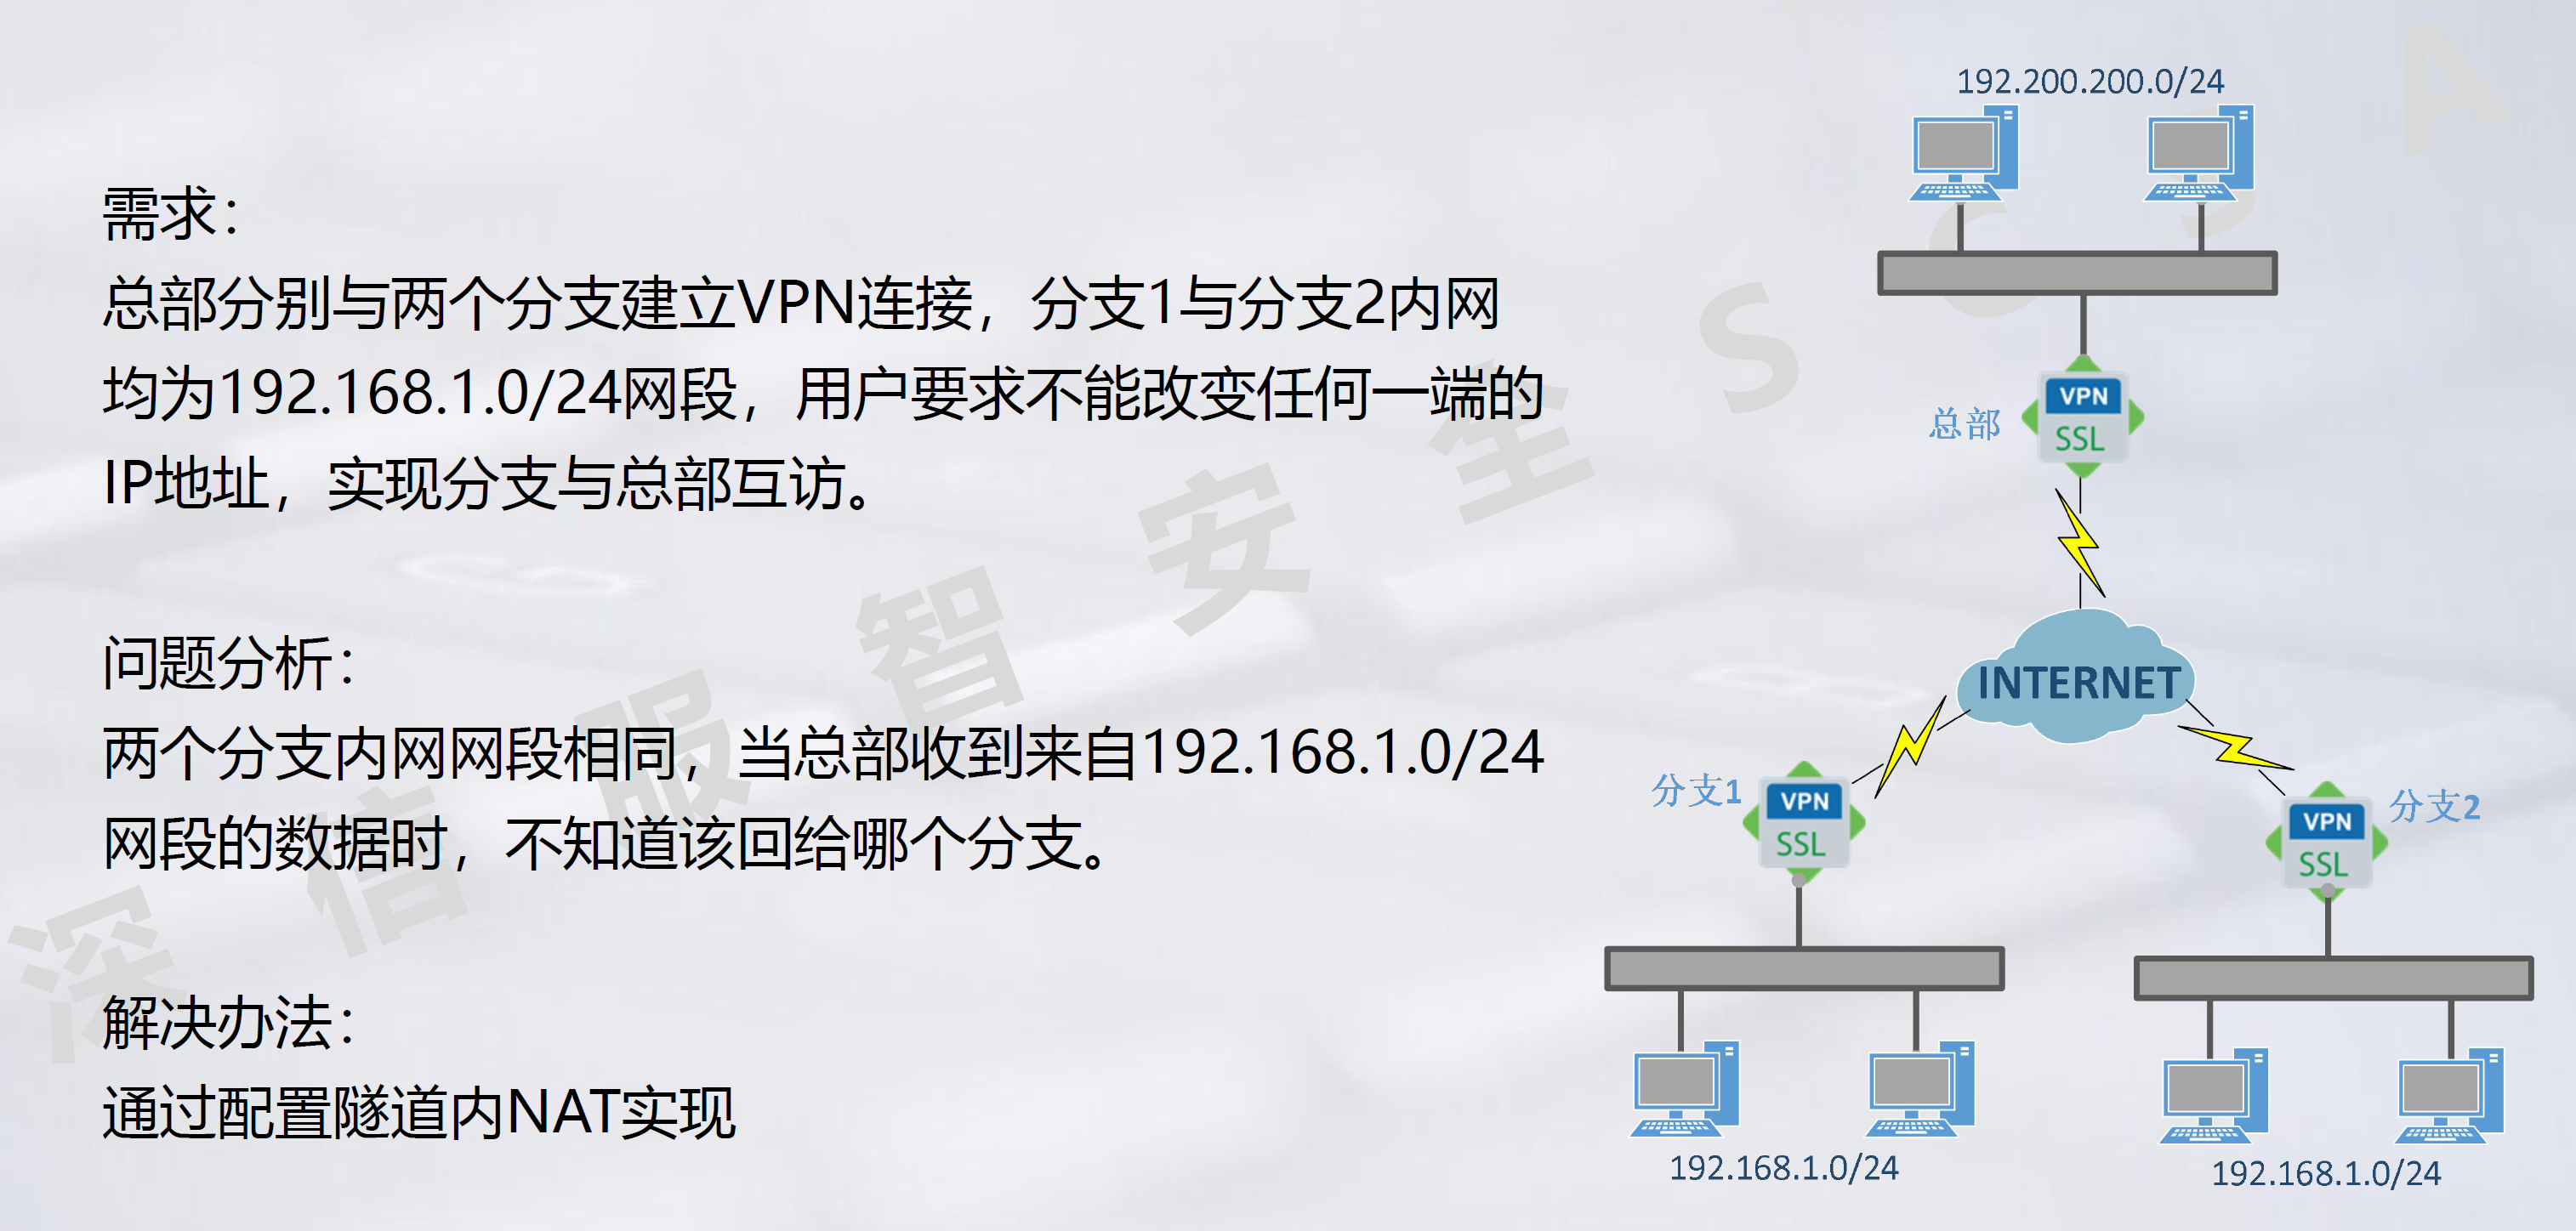 需求：
总部分别与两个分支建立VPN连接，分支1与分支2内网
均为192.168.1.0/24网段，用户要求不能改变任何一端的
IP地址，实现分支与总部互访。
问题分析：
两个分支内网网段相同，当总部收到来自192.168.1.0/24
网段的数据时，不知道该回给哪个分支。
解决办法：
通过配置隧道内NAT实现
192.200.200.0/24
总部
VPN
SSL
INTERNET
分支1
VPN
SSL
VPN
SSL
分支2
192.168.1.0/24
192.168.1.0/24
深信服智安全SCSA